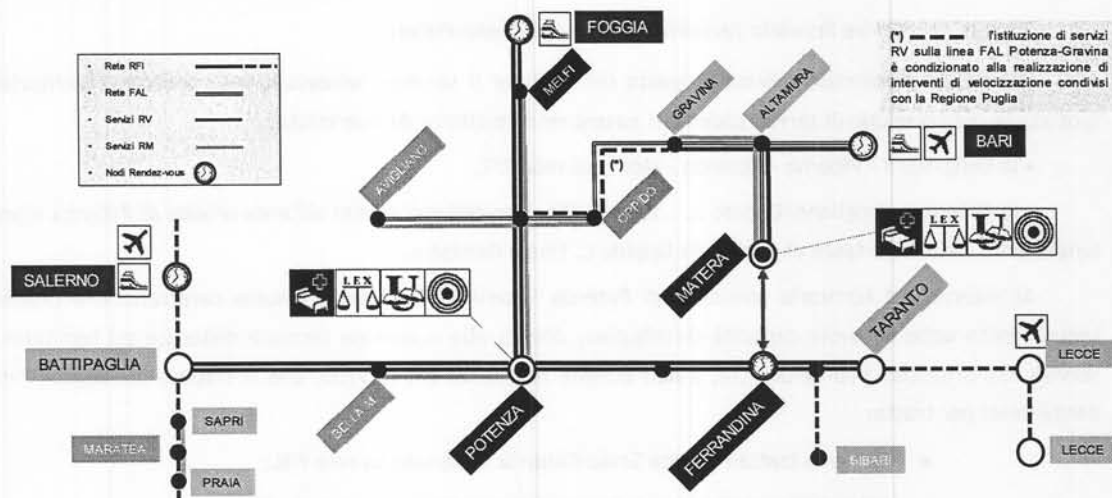 Rete RFI
Rete FAL
Servizi RV
Servizi RM
Nodi Rendez-vous
FOGGIA
MELFI
(*) l'istituzione di servizi
RV sulla linea FAL Potenza-Gravina
è condizionato alla realizzazione di
interventi di velocizzazione condivisi
con la Regione Puglia
GRAVINA
ALTAMURA
BARI
AVIGLIANO
(*)
OPPIDO
SALERNO
LEX
U
LEX
U
MATERA
TARANTO
BATTIPAGLIA
LECCE
BELLA M.
POTENZA
FERRANDINA
SAPRI
MARATEA
PRAIA
SIBARI
LECCE